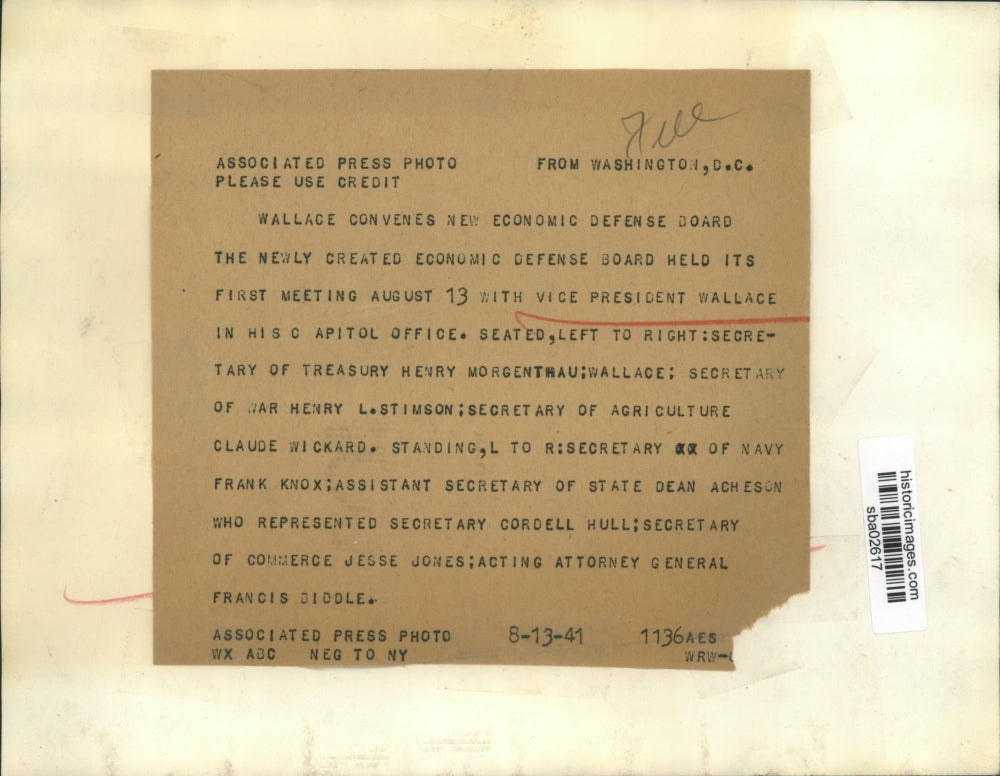 File
ASSOCIATED PRESS PHOTO FROM WASHINGTON,D.C.
PLEASE USE CREDIT
WALLACE CONVENES NEW ECONOMIC DEFENSE BOARD
THE NEWLY CREATED ECONOMIC DEFENSE BOARD HELD ITS
FIRST MEETING AUGUST 13 WITH VICE PRESIDENT WALLACE
IN HIS C APITOL OFFICE. SEATED,LEFT TO RIGHT:SECRE-
TARY OF TREASURY HENRY MORGENTHAU;WALLACE; SECRETARY
OF WAR HENRY L.STIMSON;SECRETARY OF AGRICULTURE
CLAUDE WICKARD. STANDING,L TO R:SECRETARY XX OF NAVY
FRANK KNOX;ASSISTANT SECRETARY OF STATE DEAN ACHESON
WHO REPRESENTED SECRETARY CORDELL HULL;SECRETARY
OF COMMERCE JESSE JONES;ACTING ATTORNEY GENERAL
FRANCIS BIDDLE.
ASSOCIATED PRESS PHOTO 8-13-41 1136AES
WX ABC NEG TO NY WRW-
historicimages.com
sba02617